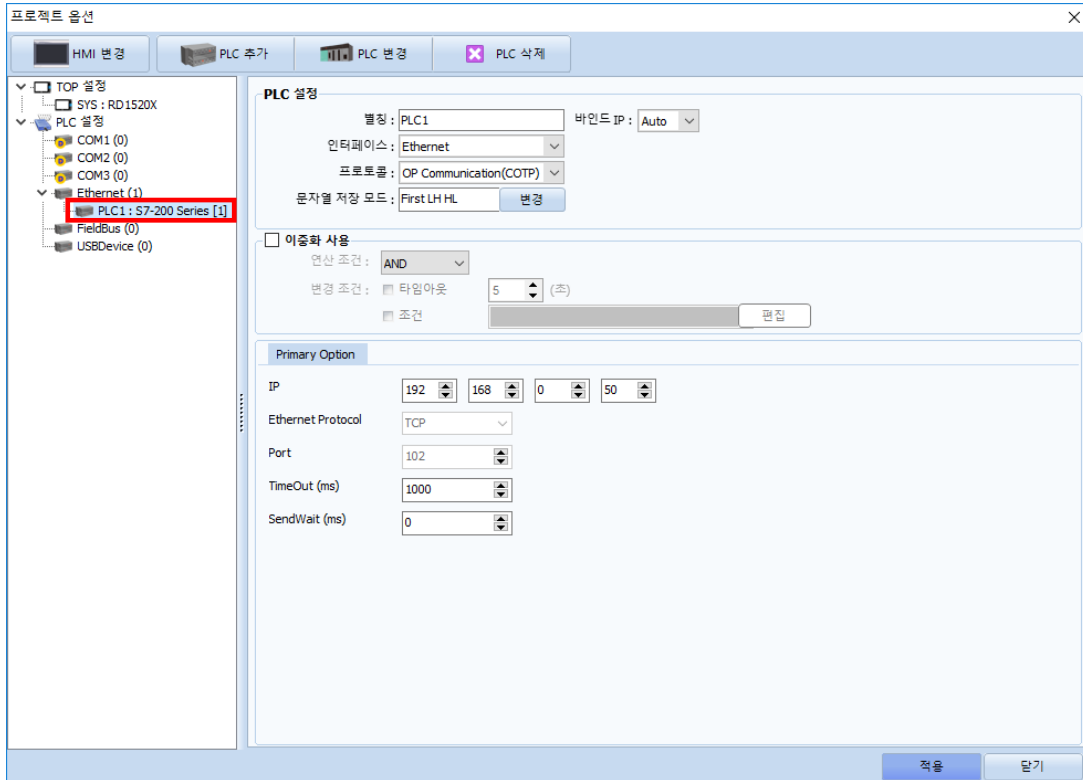 프로젝트 옵션
HMI 변경 PLC 추가 PLC 변경 PLC 삭제
TOP 설정
SYS : RD1520X
PLC 설정
COM1 (0)
COM2 (0)
COM3 (0)
Ethernet (1)
PLC1 : S7-200 Series [1]
FieldBus (0)
USBDevice (0)
PLC 설정
별칭 : PLC1 바인드 IP : Auto
인터페이스 : Ethernet
프로토콜 : OP Communication(COTP)
문자열 저장 모드 : First LH HL 변경
이중화 사용
연산 조건 : AND
변경 조건 : 타임아웃 5 (초)
조건 편집
Primary Option
IP 192 168 0 50
Ethernet Protocol TCP
Port 102
TimeOut (ms) 1000
SendWait (ms) 0
적용 닫기